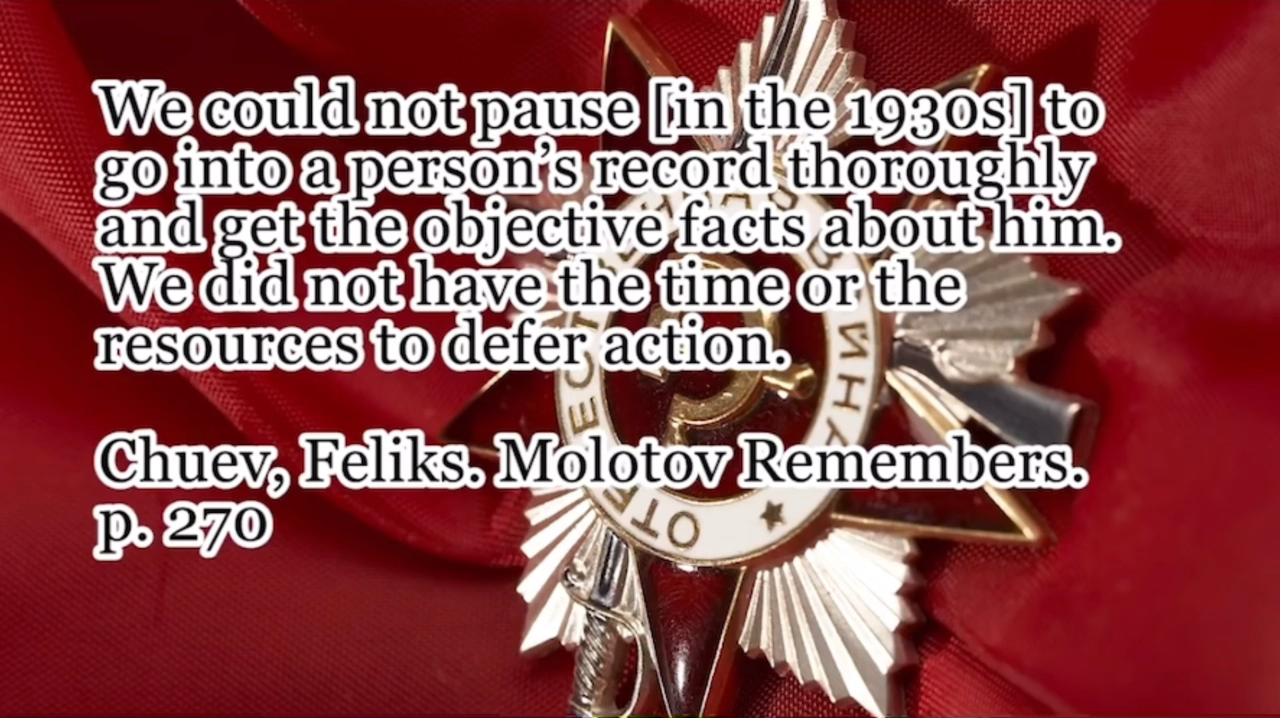 We could not pause [in the 1930s] to
go into a person’s record thoroughly
and get the objective facts about him.
We did not have the time or the
resources to defer action.
Chuev, Feliks. Molotov Remembers.
p. 270